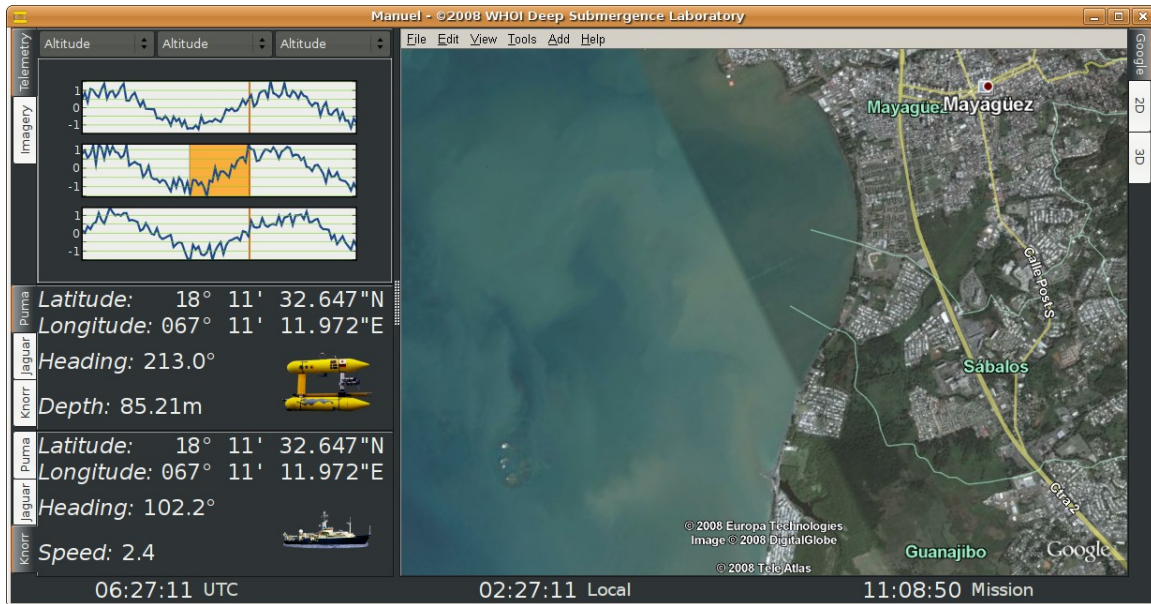 Manuel - ©2008 WHOI Deep Submergence Laboratory
Telemetry
Imagery
Altitude Altitude Altitude
1
0
-1
1
0
-1
1
0
-1
Puma
Jaguar
Knorr
Latitude: 18° 11' 32.647"N
Longitude: 067° 11' 11.972"E
Heading: 213.0°
Depth: 85.21m
Puma
Jaguar
Knorr
Latitude: 18° 11' 32.647"N
Longitude: 067° 11' 11.972"E
Heading: 102.2°
Speed: 2.4
File Edit View Tools Add Help
Mayagüez
Mayagüez
Calle Post S
Sábalos
Ctra 2
© 2008 Europa Technologies
Image © 2008 DigitalGlobe
© 2008 Tele Atlas
Guanajibo
Google
Google
2D
3D
06:27:11 UTC
02:27:11 Local
11:08:50 Mission